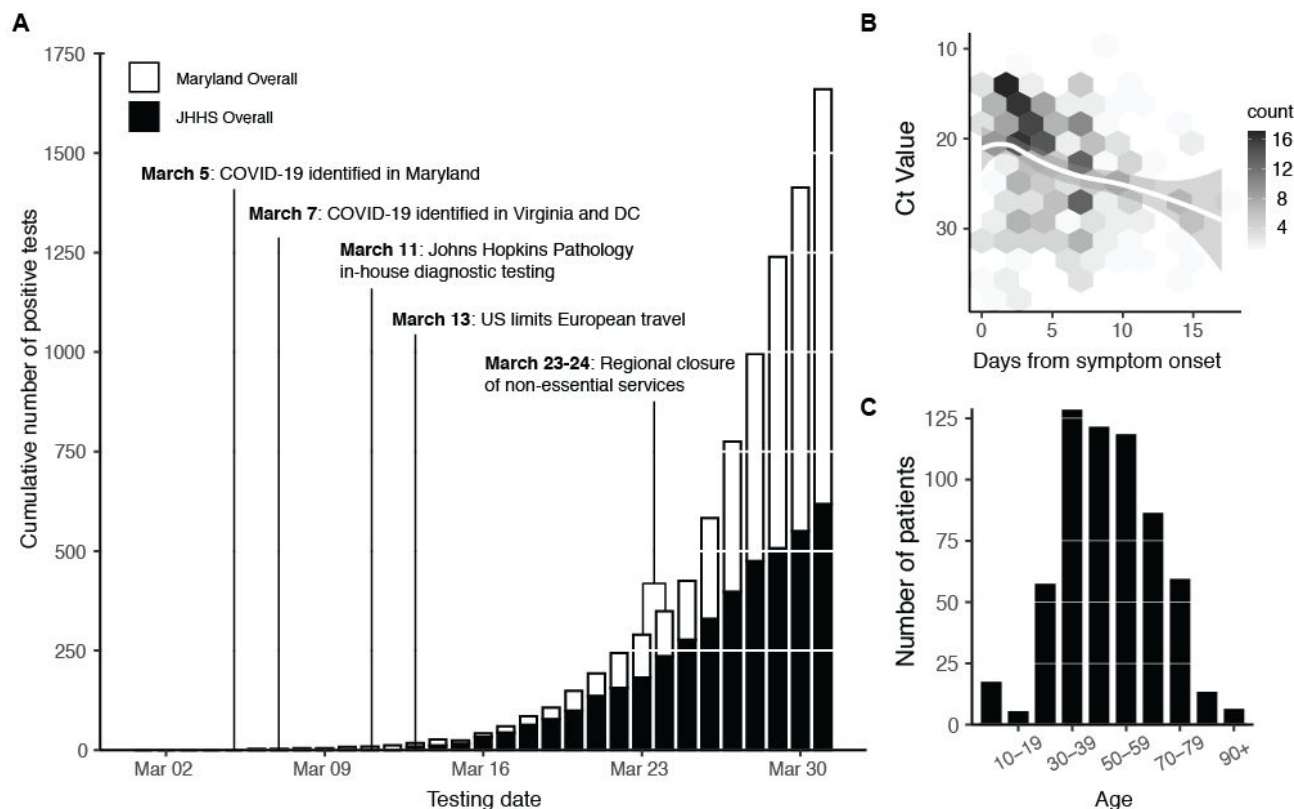 A
Cumulative number of positive tests
1750
1500
1250
1000
750
500
250
0
Maryland Overall
JHHS Overall
March 5: COVID-19 identified in Maryland
March 7: COVID-19 identified in Virginia and DC
March 11: Johns Hopkins Pathology
in-house diagnostic testing
March 13: US limits European travel
March 23-24: Regional closure
of non-essential services
Mar 02 Mar 09 Mar 16 Mar 23 Mar 30
Testing date
B
Ct Value
10
20
30
0 5 10 15
Days from symptom onset
count
16
12
8
4
C
Number of patients
125
100
75
50
25
0
10–19 30–39 50–59 70–79 90+
Age